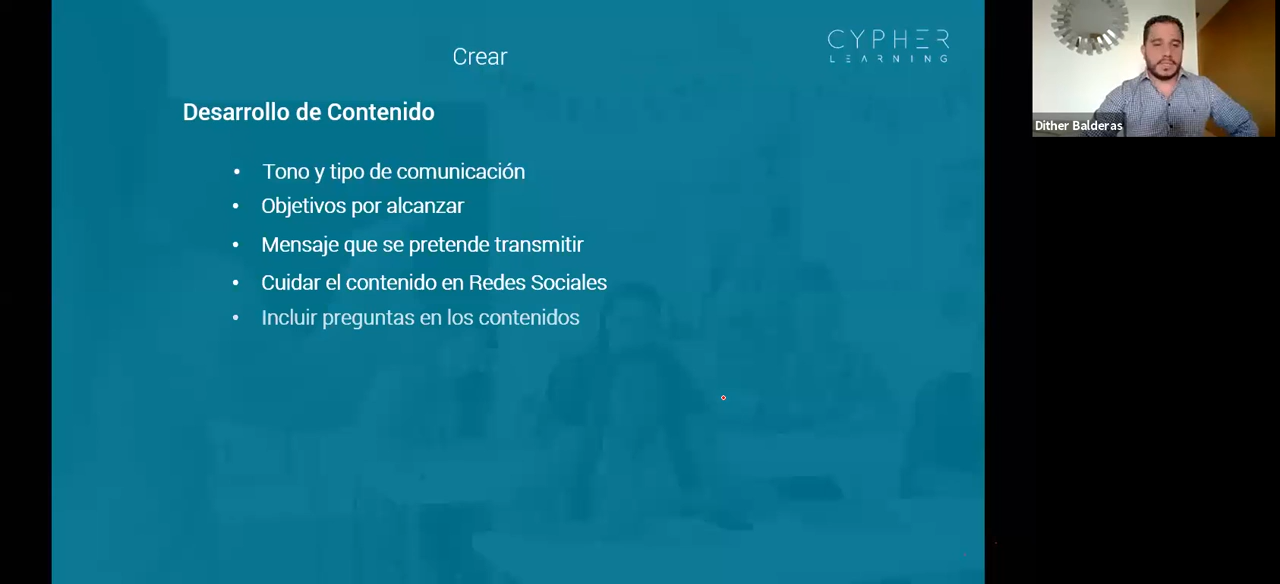 Crear
CYPHER
LEARNING
Desarrollo de Contenido
• Tono y tipo de comunicación
• Objetivos por alcanzar
• Mensaje que se pretende transmitir
• Cuidar el contenido en Redes Sociales
• Incluir preguntas en los contenidos
Dither Balderas